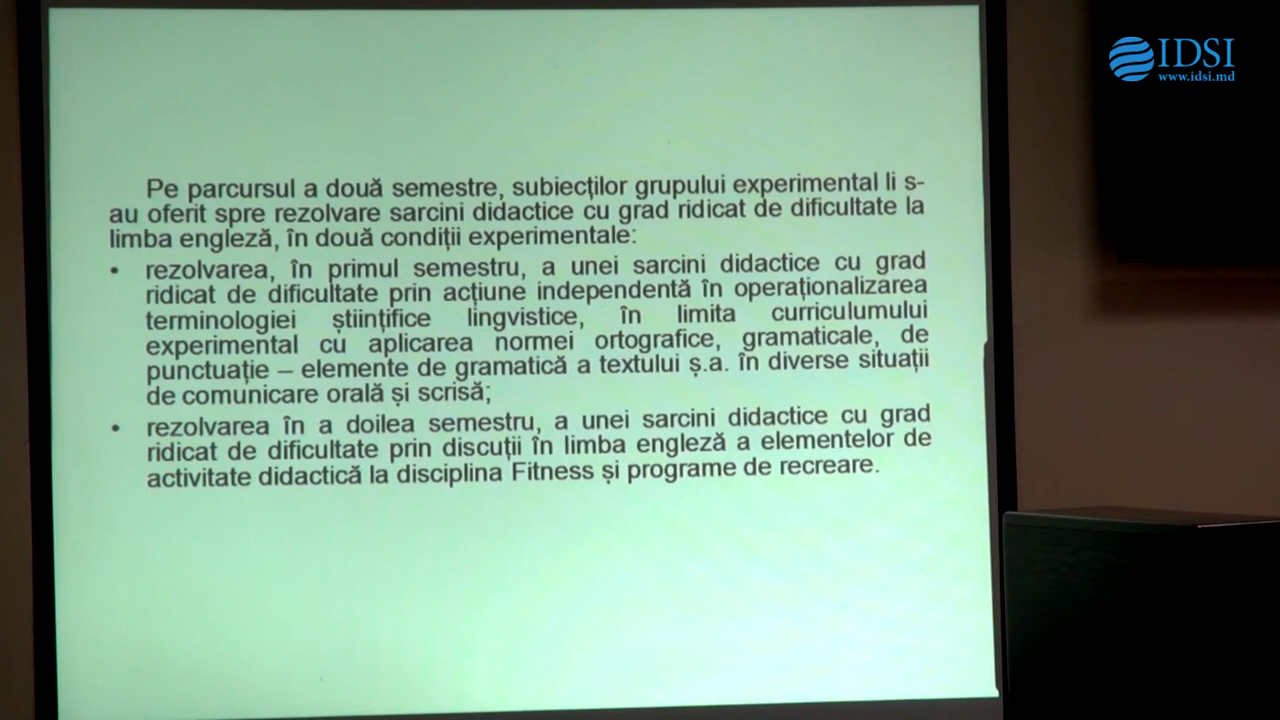 IDSI
www.idsi.md
Pe parcursul a două semestre, subiecților grupului experimental li s-
au oferit spre rezolvare sarcini didactice cu grad ridicat de dificultate la
limba engleză, în două condiții experimentale:
• rezolvarea, în primul semestru, a unei sarcini didactice cu grad
ridicat de dificultate prin acțiune independentă în operaționalizarea
terminologiei științifice lingvistice, în limita curriculumului
experimental cu aplicarea normei ortografice, gramaticale, de
punctuație – elemente de gramatică a textului ș.a. în diverse situații
de comunicare orală și scrisă;
• rezolvarea în a doilea semestru, a unei sarcini didactice cu grad
ridicat de dificultate prin discuții în limba engleză a elementelor de
activitate didactică la disciplina Fitness și programe de recreare.